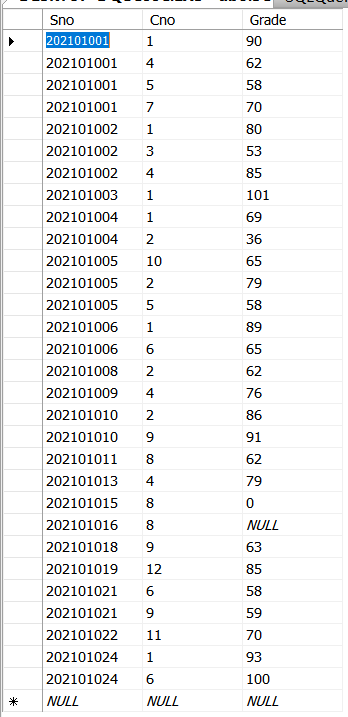 Sno Cno Grade
202101001 1 90
202101001 4 62
202101001 5 58
202101001 7 70
202101002 1 80
202101002 3 53
202101002 4 85
202101003 1 101
202101004 1 69
202101004 2 36
202101005 10 65
202101005 2 79
202101005 5 58
202101006 1 89
202101006 6 65
202101008 2 62
202101009 4 76
202101010 2 86
202101010 9 91
202101011 8 62
202101013 4 79
202101015 8 0
202101016 8 NULL
202101018 9 63
202101019 12 85
202101021 6 58
202101021 9 59
202101022 11 70
202101024 1 93
202101024 6 100
NULL NULL NULL